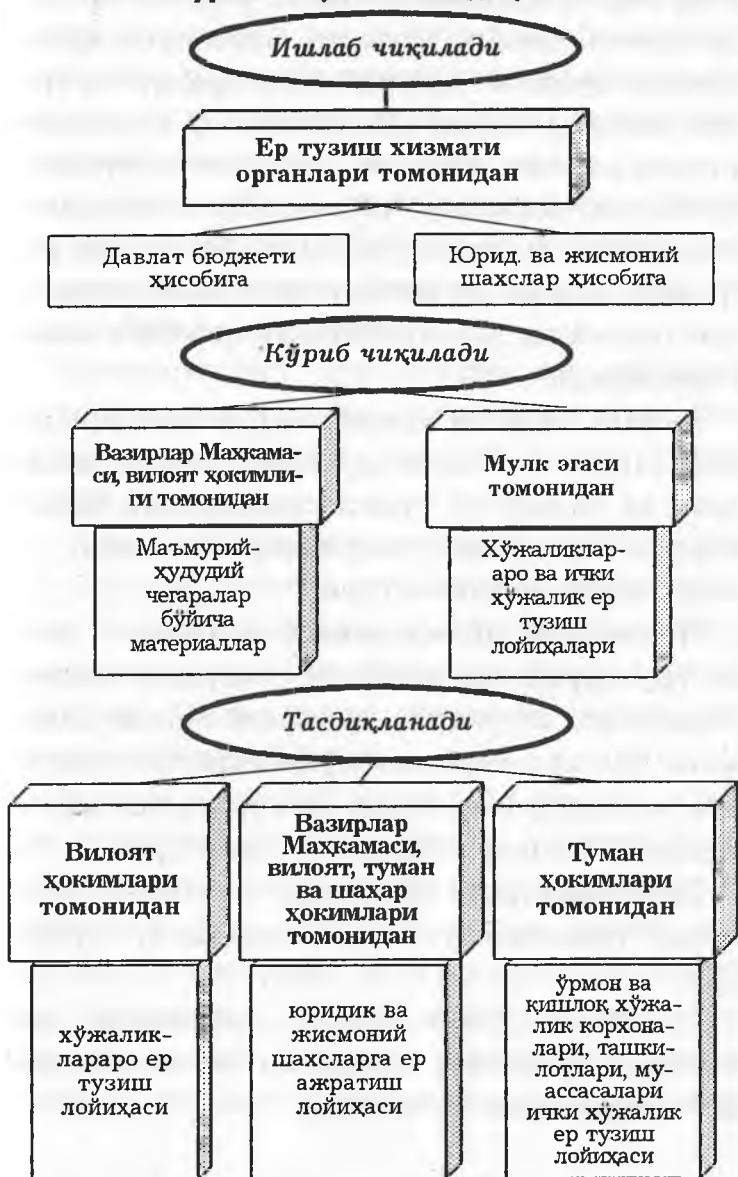 Ишлаб чиқилади
Ер тузиш хизмати
органлари томонидан
Давлат бюджети
ҳисобига
Юрид. ва жисмоний
шахслар ҳисобига
Кўриб чиқилади
Вазирлар Маҳкама-
си, вилоят ҳокимли-
ги томонидан
Маъмурий-
ҳудудий
чегаралар
бўйича
материаллар
Мулк эгаси
томонидан
Хўжаликлар-
аро ва ички
хўжалик ер
тузиш
лойиҳалари
Тасдиқланади
Вилоят
ҳокимлари
томонидан
хўжалик-
лараро ер
тузиш
лойиҳаси
Вазирлар
Маҳкамаси,
вилоят, туман
ва шаҳар
ҳокимлари
томонидан
юридик ва
жисмоний
шахсларга ер
ажратиш
лойиҳаси
Туман
ҳокимлари
томонидан
ўрмон ва
қишлоқ хўжа-
лик корхона-
лари, ташки-
лотлари, му-
ассасалари
ички хўжалик
ер тузиш
лойиҳаси